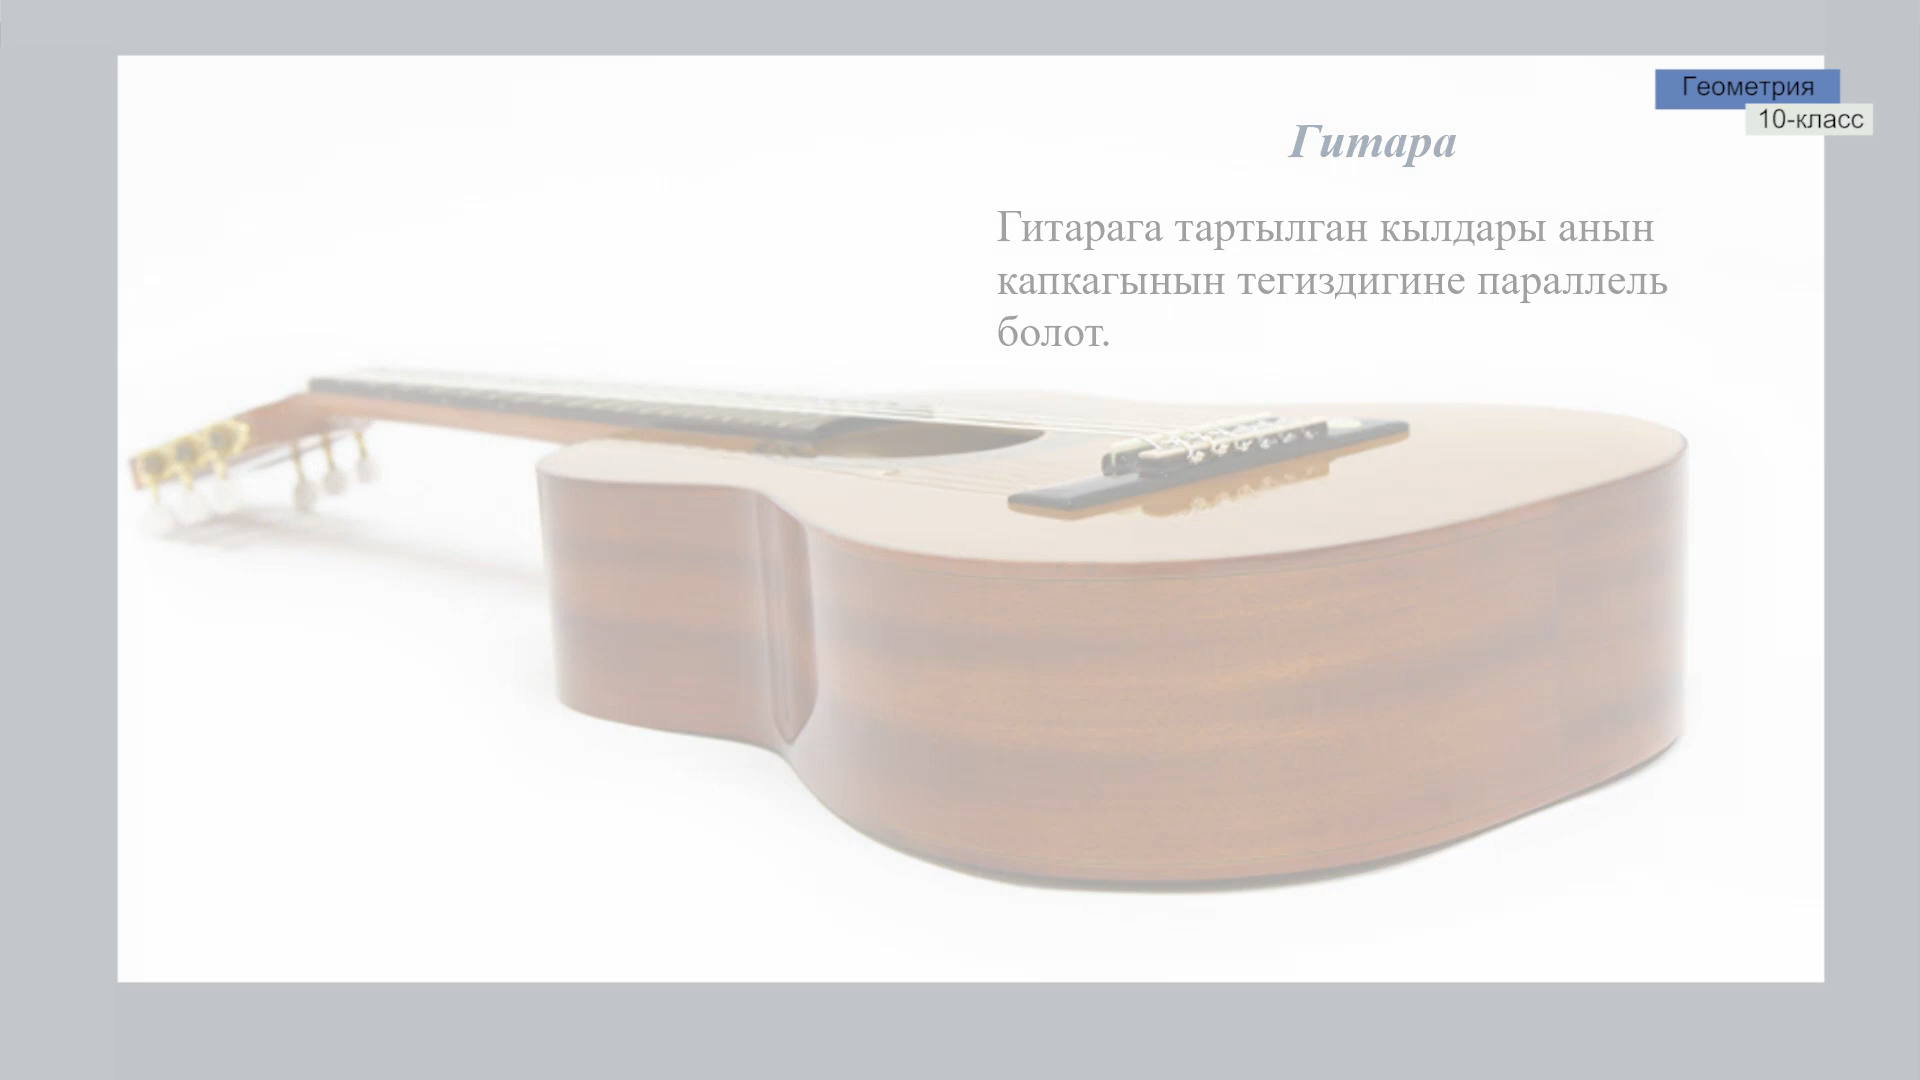 Геометрия
10-класс
Гитара
Гитарага тартылган кылдары анын
капкагынын тегиздигине параллель
болот.